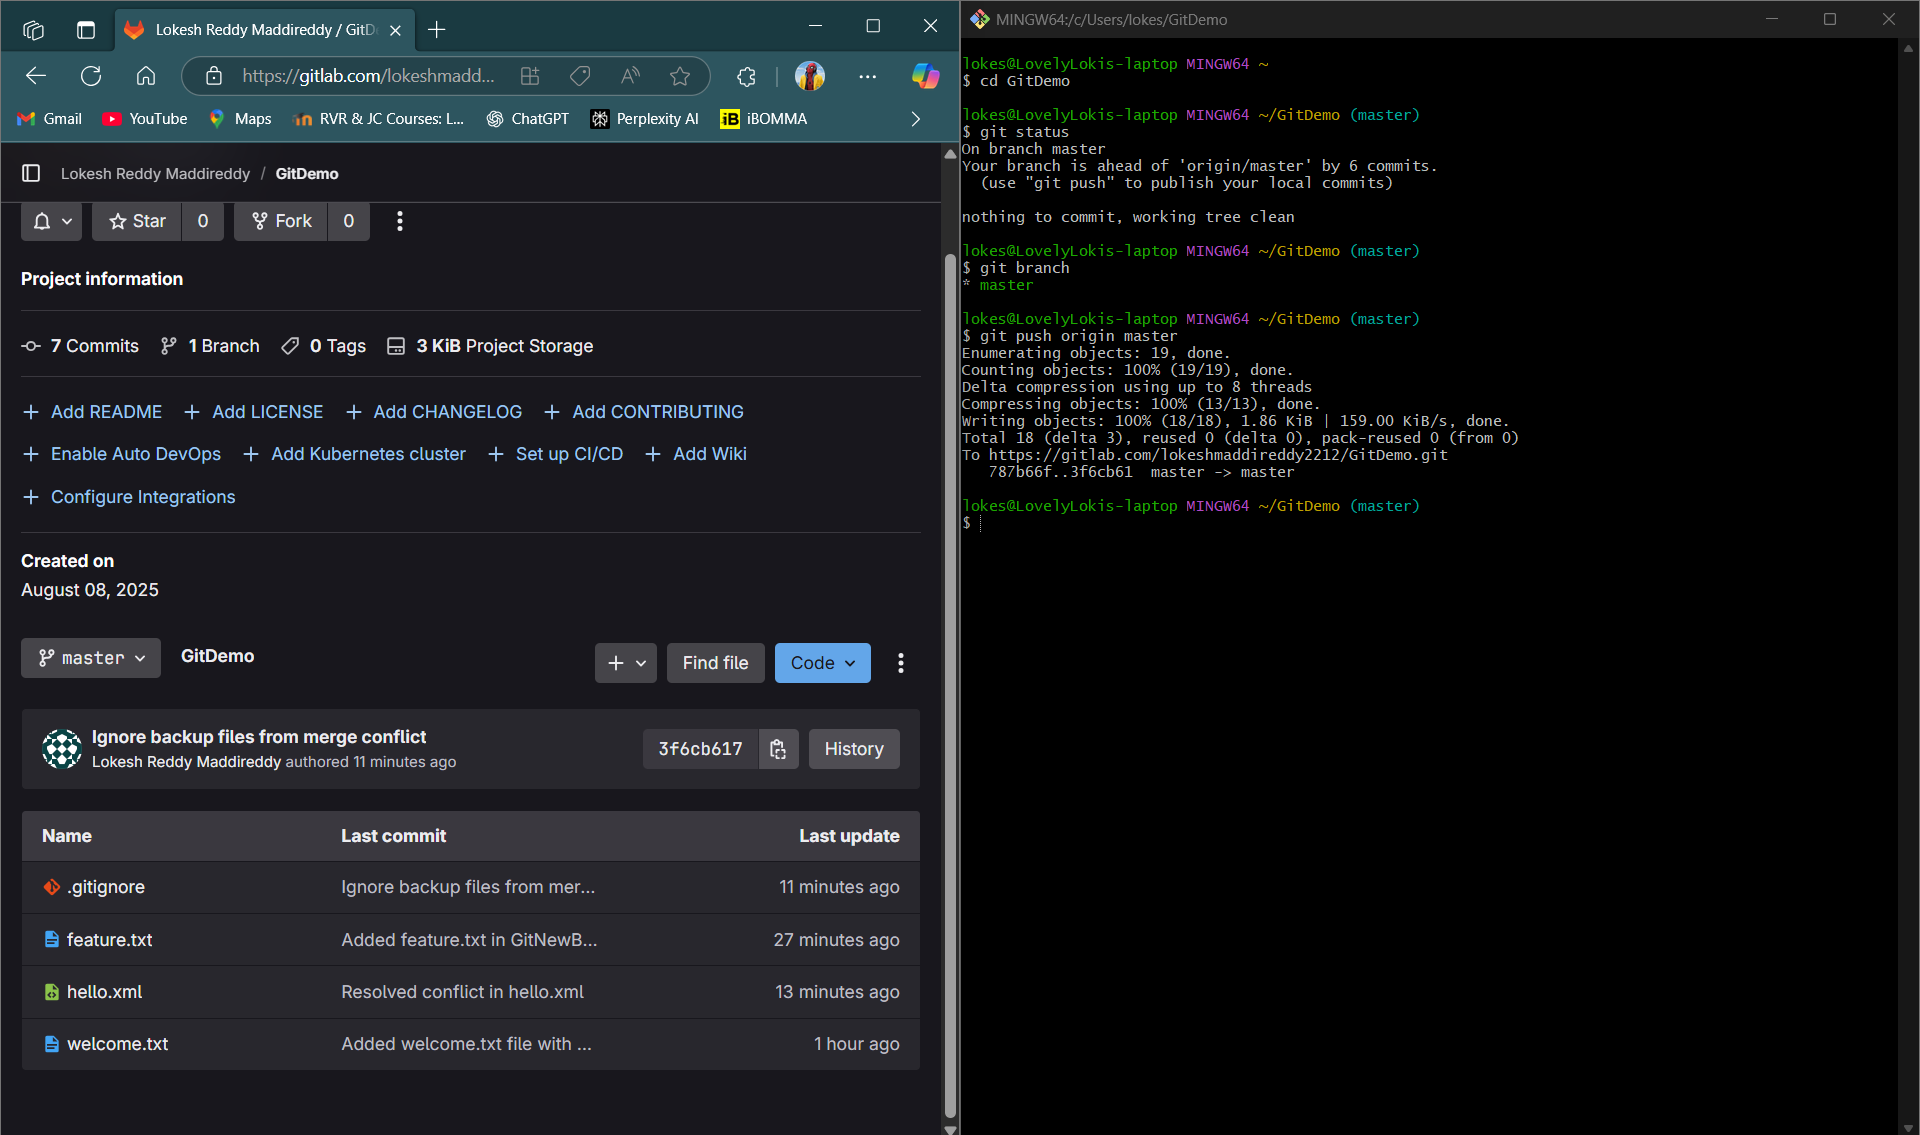 Lokesh Reddy Maddireddy / GitD
https://gitlab.com/lokeshmadd...
Gmail
YouTube
Maps
RVR & JC Courses: L...
ChatGPT
Perplexity AI
iB iBOMMA
Lokesh Reddy Maddireddy / GitDemo
Star 0 Fork 0
Project information
7 Commits 1 Branch 0 Tags 3 KiB Project Storage
+ Add README + Add LICENSE + Add CHANGELOG + Add CONTRIBUTING
+ Enable Auto DevOps + Add Kubernetes cluster + Set up CI/CD + Add Wiki
+ Configure Integrations
Created on
August 08, 2025
master GitDemo + Find file Code
Ignore backup files from merge conflict
Lokesh Reddy Maddireddy authored 11 minutes ago
3f6cb617 History
Name Last commit Last update
.gitignore Ignore backup files from mer... 11 minutes ago
feature.txt Added feature.txt in GitNewB... 27 minutes ago
hello.xml Resolved conflict in hello.xml 13 minutes ago
welcome.txt Added welcome.txt file with ... 1 hour ago
MINGW64:/c/Users/lokes/GitDemo
lokes@LovelyLokis-laptop MINGW64 ~
$ cd GitDemo
lokes@LovelyLokis-laptop MINGW64 ~/GitDemo (master)
$ git status
On branch master
Your branch is ahead of 'origin/master' by 6 commits.
(use "git push" to publish your local commits)
nothing to commit, working tree clean
lokes@LovelyLokis-laptop MINGW64 ~/GitDemo (master)
$ git branch
* master
lokes@LovelyLokis-laptop MINGW64 ~/GitDemo (master)
$ git push origin master
Enumerating objects: 19, done.
Counting objects: 100% (19/19), done.
Delta compression using up to 8 threads
Compressing objects: 100% (13/13), done.
Writing objects: 100% (18/18), 1.86 KiB | 159.00 KiB/s, done.
Total 18 (delta 3), reused 0 (delta 0), pack-reused 0 (from 0)
To https://gitlab.com/lokeshmaddireddy2212/GitDemo.git
787b66f..3f6cb61 master -> master
lokes@LovelyLokis-laptop MINGW64 ~/GitDemo (master)
$